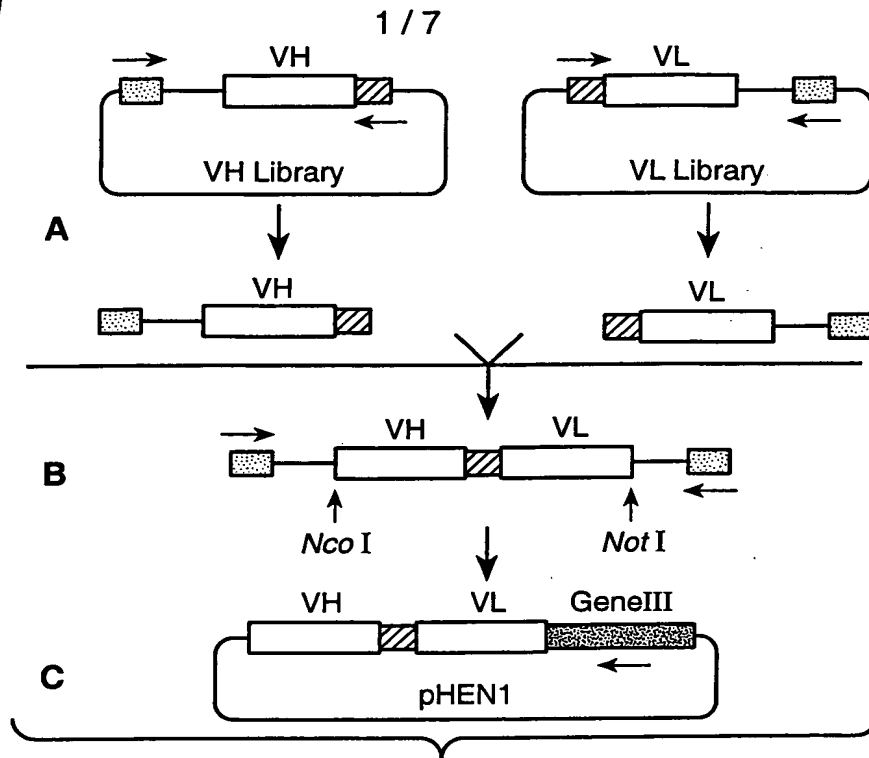 1 / 7
VH
VL
VH Library
VL Library
A
VH
VL
VH
VL
B
Nco I
Not I
VH
VL
GeneIII
C
pHEN1